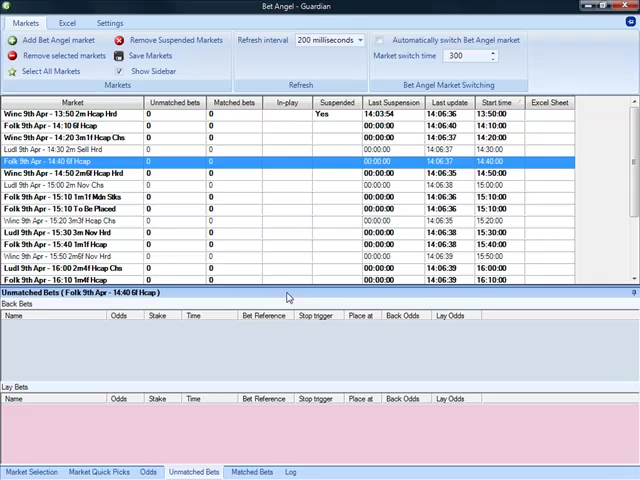 Bet Angel - Guardian
Markets Excel Settings
Add Bet Angel market Remove Suspended Markets Refresh interval 200 milliseconds Automatically switch Bet Angel market
Remove selected markets Save Markets Market switch time 300
Select All Markets Show Sidebar
Markets Refresh Bet Angel Market Switching
Market Unmatched bets Matched bets In-play Suspended Last Suspension Last update Start time Excel Sheet
Winc 9th Apr - 13:50 2m Hcap Hrd 0 0 Yes 14:03:54 14:06:36 13:50:00
Folk 9th Apr - 14:10 6f Hcap 0 0 00:00:00 14:06:40 14:10:00
Winc 9th Apr - 14:20 3m1f Hcap Chs 0 0 00:00:00 14:06:36 14:20:00
Ludl 9th Apr - 14:30 2m Sell Hrd 0 0 00:00:00 14:06:37 14:30:00
Folk 9th Apr - 14:40 6f Hcap 0 0 00:00:00 14:06:37 14:40:00
Winc 9th Apr - 14:50 2m6f Hcap Hrd 0 0 00:00:00 14:06:35 14:50:00
Ludl 9th Apr - 15:00 2m Nov Chs 0 0 00:00:00 14:06:38 15:00:00
Folk 9th Apr - 15:10 1m1f Mdn Stks 0 0 00:00:00 14:06:36 15:10:00
Folk 9th Apr - 15:10 To Be Placed 0 0 00:00:00 14:06:38 15:10:00
Winc 9th Apr - 15:20 3m3f Hcap Chs 0 0 00:00:00 14:06:35 15:20:00
Ludl 9th Apr - 15:30 3m Nov Hrd 0 0 00:00:00 14:06:38 15:30:00
Folk 9th Apr - 15:40 1m1f Hcap 0 0 00:00:00 14:06:38 15:40:00
Winc 9th Apr - 15:50 2m6f Nov Hrd 0 0 00:00:00 14:06:39 15:50:00
Ludl 9th Apr - 16:00 2m4f Hcap Chs 0 0 00:00:00 14:06:39 16:00:00
Folk 9th Apr - 16:10 1m4f Hcap 0 0 00:00:00 14:06:39 16:10:00
Unmatched Bets ( Folk 9th Apr - 14:40 6f Hcap )
Back Bets
Name Odds Stake Time Bet Reference Stop trigger Place at Back Odds Lay Odds
Lay Bets
Name Odds Stake Time Bet Reference Stop trigger Place at Back Odds Lay Odds
Market Selection Market Quick Picks Odds Unmatched Bets Matched Bets Log